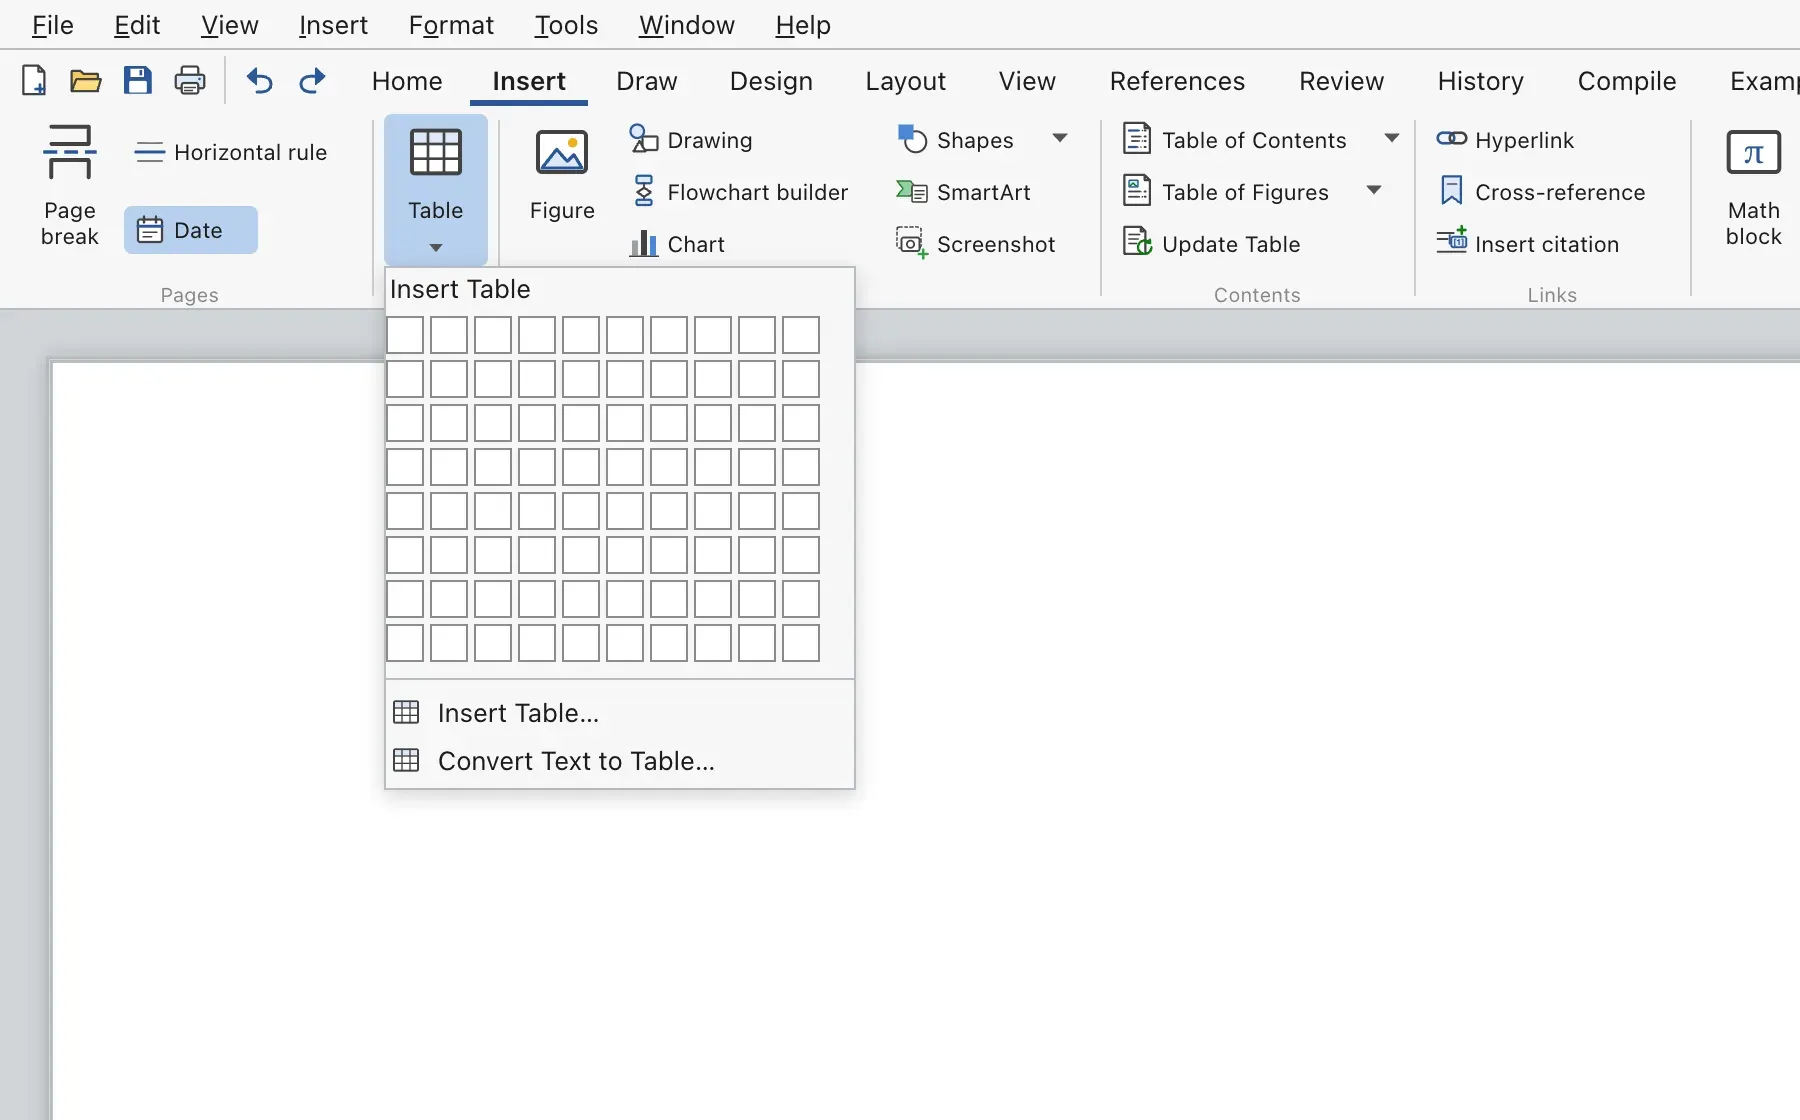 File Edit View Insert Format Tools Window Help
Home Insert Draw Design Layout View References Review History Compile Examp
Page
break
Horizontal rule
Date
Pages
Table
Figure
Drawing
Flowchart builder
Chart
Shapes
SmartArt
Screenshot
Table of Contents
Table of Figures
Update Table
Contents
Hyperlink
Cross-reference
Insert citation
Links
π
Math
block
Insert Table
Insert Table...
Convert Text to Table...